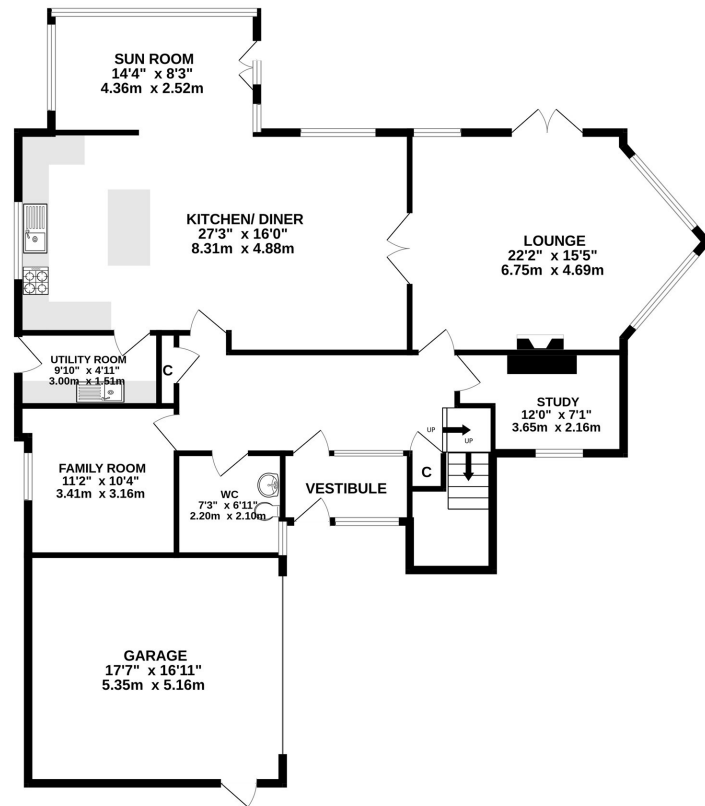 SUN ROOM
14'4" x 8'3"
4.36m x 2.52m
KITCHEN/ DINER
27'3" x 16'0"
8.31m x 4.88m
LOUNGE
22'2" x 15'5"
6.75m x 4.69m
UTILITY ROOM
9'10" x 4'11"
3.00m x 1.51m
C
STUDY
12'0" x 7'1"
3.65m x 2.16m
UP
UP
FAMILY ROOM
11'2" x 10'4"
3.41m x 3.16m
WC
7'3" x 6'11"
2.20m x 2.10m
VESTIBULE
C
GARAGE
17'7" x 16'11"
5.35m x 5.16m